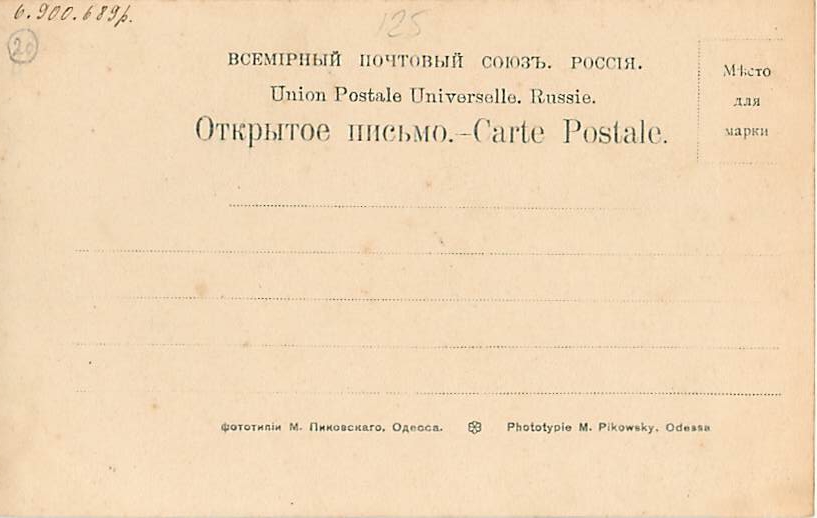 6.900.689р.
125
20
ВСЕМІРНЫЙ ПОЧТОВЫЙ СОЮЗЪ. РОССІЯ.
Union Postale Universelle. Russie.
Открытое письмо.-Carte Postale.
Мѣсто
для
марки
фототипіи М. Пиковскаго, Одесса. Phototypie M. Pikowsky, Odessa